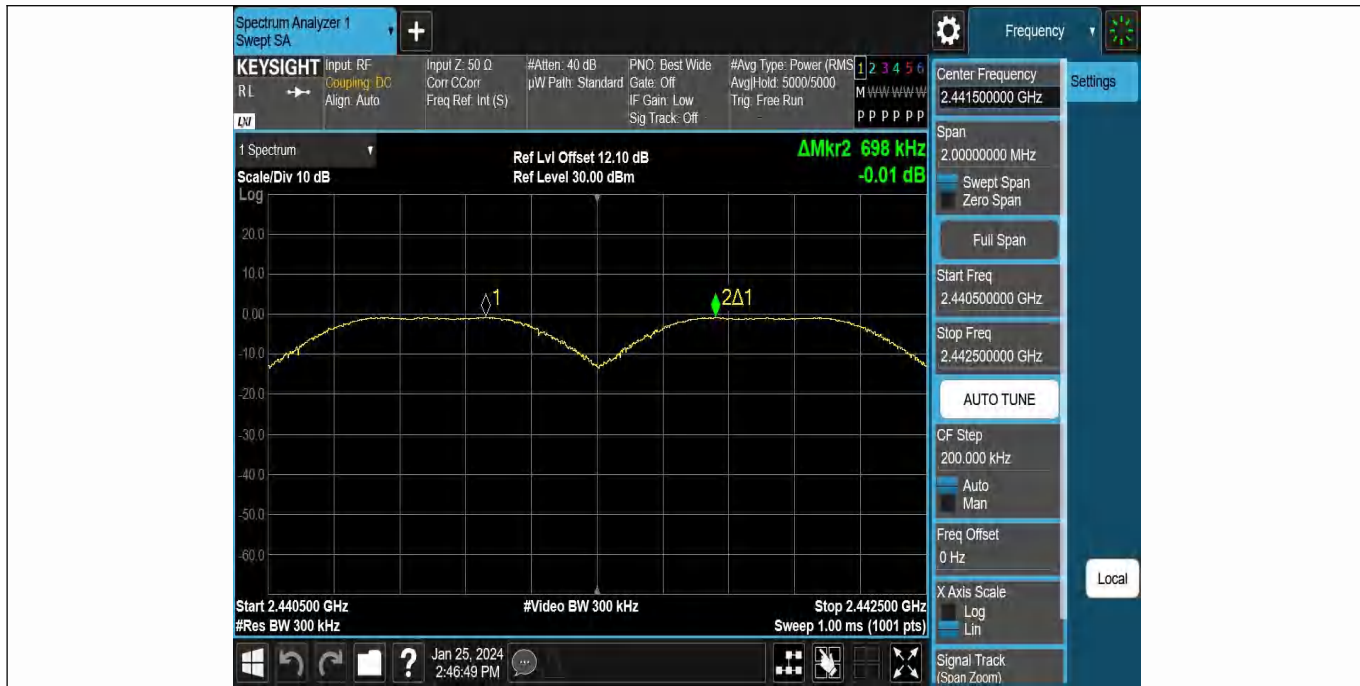 Spectrum Analyzer 1
Swept SA
+
Frequency
KEYSIGHT
RL
LXI
Input: RF
Coupling: DC
Align: Auto
Input Z: 50 Ω
Corr CCorr
Freq Ref: Int (S)
#Atten: 40 dB
µW Path: Standard
PNO: Best Wide
Gate: Off
IF Gain: Low
Sig Track: Off
#Avg Type: Power (RMS
Avg|Hold: 5000/5000
Trig: Free Run
1 2 3 4 5 6
M W W W W W
P P P P P P
1 Spectrum
Scale/Div 10 dB
Log
Ref Lvl Offset 12.10 dB
Ref Level 30.00 dBm
ΔMkr2 698 kHz
-0.01 dB
20.0
10.0
0.00
-10.0
-20.0
-30.0
-40.0
-50.0
-60.0
1
2Δ1
Start 2.440500 GHz
#Res BW 300 kHz
#Video BW 300 kHz
Stop 2.442500 GHz
Sweep 1.00 ms (1001 pts)
?
Jan 25, 2024
2:46:49 PM
Center Frequency
2.441500000 GHz
Settings
Span
2.00000000 MHz
Swept Span
Zero Span
Full Span
Start Freq
2.440500000 GHz
Stop Freq
2.442500000 GHz
AUTO TUNE
CF Step
200.000 kHz
Auto
Man
Freq Offset
0 Hz
Local
X Axis Scale
Log
Lin
Signal Track
(Span Zoom)